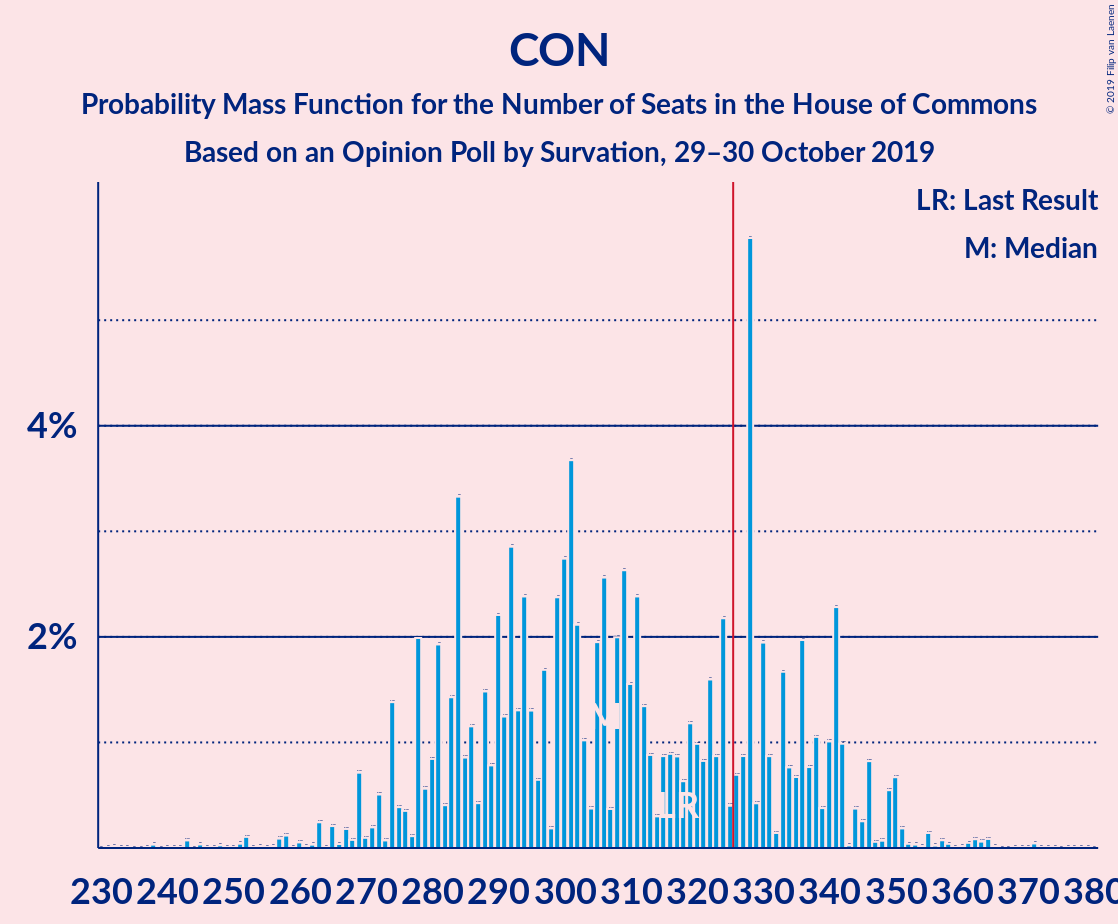 CON
Probability Mass Function for the Number of Seats in the House of Commons
Based on an Opinion Poll by Survation, 29–30 October 2019
© 2019 Filip van Laenen
LR: Last Result
M: Median
4%
2%
M
LR
230 240 250 260 270 280 290 300 310 320 330 340 350 360 370 380